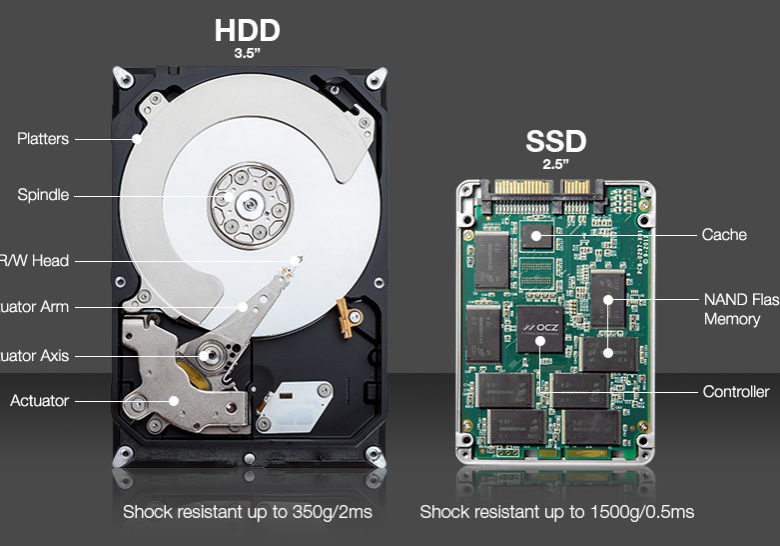 HDD
3.5”
SSD
2.5”
Platters
Spindle
R/W Head
uator Arm
uator Axis
Actuator
Cache
NAND Flas
Memory
Controller
OCZ
Shock resistant up to 350g/2ms
Shock resistant up to 1500g/0.5ms